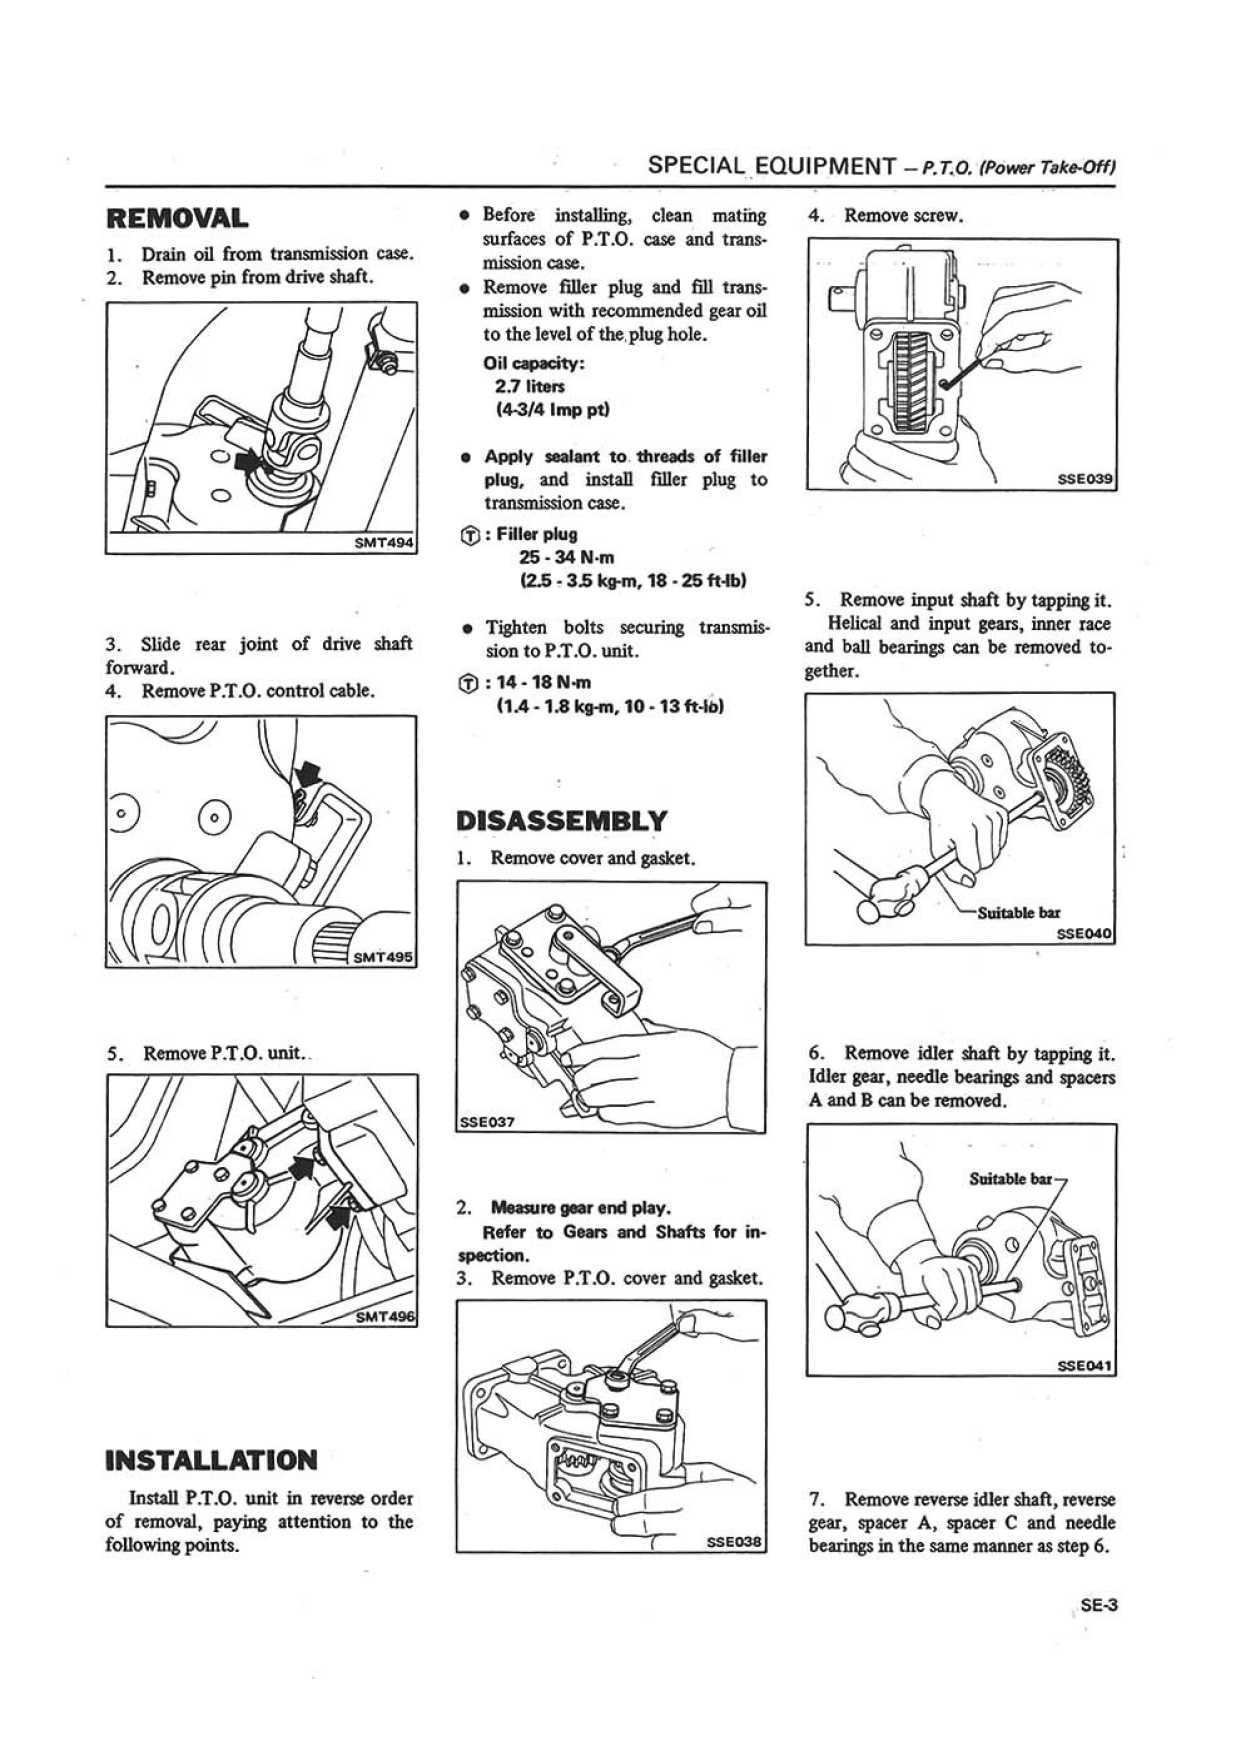 SPECIAL EQUIPMENT – P.T.O. (Power Take-Off)
REMOVAL
1. Drain oil from transmission case.
2. Remove pin from drive shaft.
SMT494
3. Slide rear joint of drive shaft
forward.
4. Remove P.T.O. control cable.
SMT495
5. Remove P.T.O. unit.
SMT496
INSTALLATION
Install P.T.O. unit in reverse order
of removal, paying attention to the
following points.
● Before installing, clean mating
surfaces of P.T.O. case and trans-
mission case.
● Remove filler plug and fill trans-
mission with recommended gear oil
to the level of the plug hole.
Oil capacity:
2.7 liters
(4-3/4 Imp pt)
● Apply sealant to threads of filler
plug, and install filler plug to
transmission case.
Ⓣ : Filler plug
25 - 34 N·m
(2.5 - 3.5 kg-m, 18 - 25 ft-lb)
● Tighten bolts securing transmis-
sion to P.T.O. unit.
Ⓣ : 14 - 18 N·m
(1.4 - 1.8 kg-m, 10 - 13 ft-lb)
DISASSEMBLY
1. Remove cover and gasket.
SSE037
2. Measure gear end play.
Refer to Gears and Shafts for in-
spection.
3. Remove P.T.O. cover and gasket.
SSE038
4. Remove screw.
SSE039
5. Remove input shaft by tapping it.
Helical and input gears, inner race
and ball bearings can be removed to-
gether.
Suitable bar
SSE040
6. Remove idler shaft by tapping it.
Idler gear, needle bearings and spacers
A and B can be removed.
Suitable bar
SSE041
7. Remove reverse idler shaft, reverse
gear, spacer A, spacer C and needle
bearings in the same manner as step 6.
SE-3